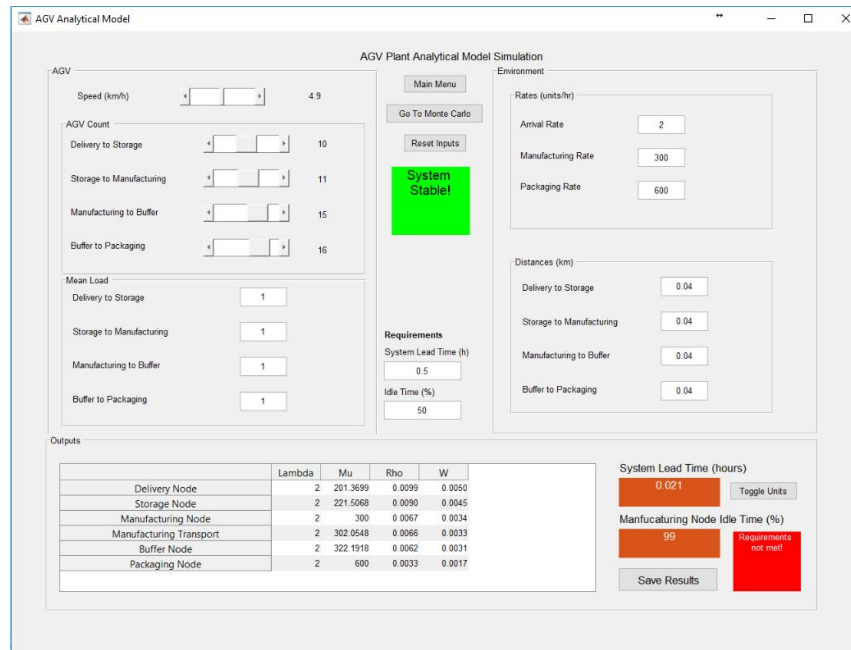 AGV Analytical Model
AGV Plant Analytical Model Simulation
AGV
Speed (km/h) 4.9
AGV Count
Delivery to Storage 10
Storage to Manufacturing 11
Manufacturing to Buffer 15
Buffer to Packaging 16
Mean Load
Delivery to Storage 1
Storage to Manufacturing 1
Manufacturing to Buffer 1
Buffer to Packaging 1
Main Menu
Go To Monte Carlo
Reset Inputs
System
Stable!
Requirements
System Lead Time (h)
0.5
Idle Time (%)
50
Environment
Rates (units/hr)
Arrival Rate 2
Manufacturing Rate 300
Packaging Rate 600
Distances (km)
Delivery to Storage 0.04
Storage to Manufacturing 0.04
Manufacturing to Buffer 0.04
Buffer to Packaging 0.04
Outputs
Lambda Mu Rho W
Delivery Node 2 201.3699 0.0099 0.0050
Storage Node 2 221.5068 0.0090 0.0045
Manufacturing Node 2 300 0.0067 0.0034
Manufacturing Transport 2 302.0548 0.0066 0.0033
Buffer Node 2 322.1918 0.0062 0.0031
Packaging Node 2 600 0.0033 0.0017
System Lead Time (hours)
0.021
Toggle Units
Manfucaturing Node Idle Time (%)
99
Requirements
not met!
Save Results